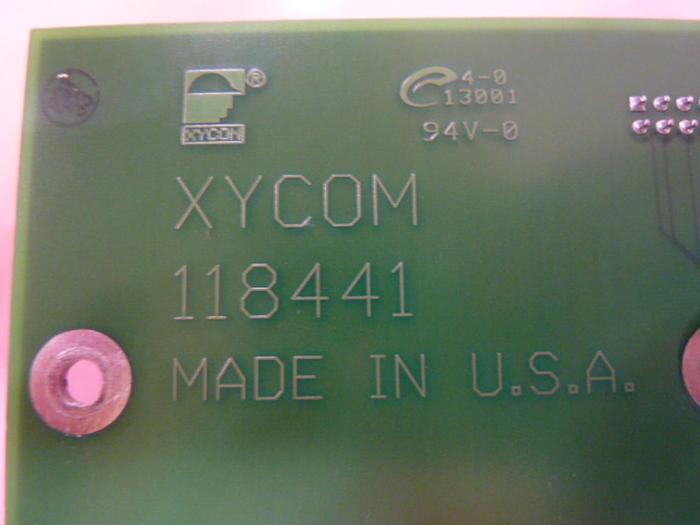 XYCOM ®
4-0
13001
94V-0
XYCOM
118441
MADE IN U.S.A.